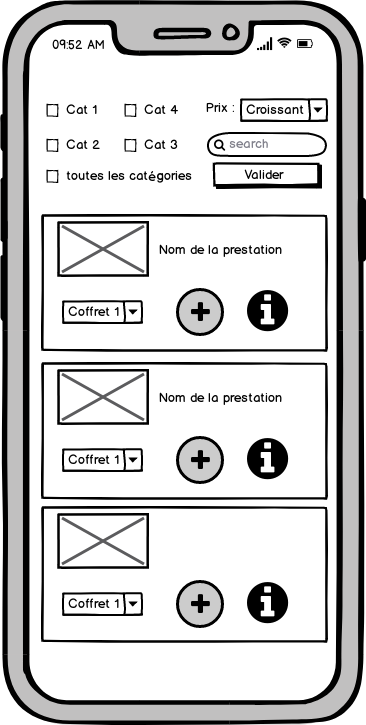 09:52 AM
Cat 1
Cat 4
Prix :
Croissant
Cat 2
Cat 3
search
toutes les catégories
Valider
Nom de la prestation
Coffret 1
Nom de la prestation
Coffret 1
Coffret 1